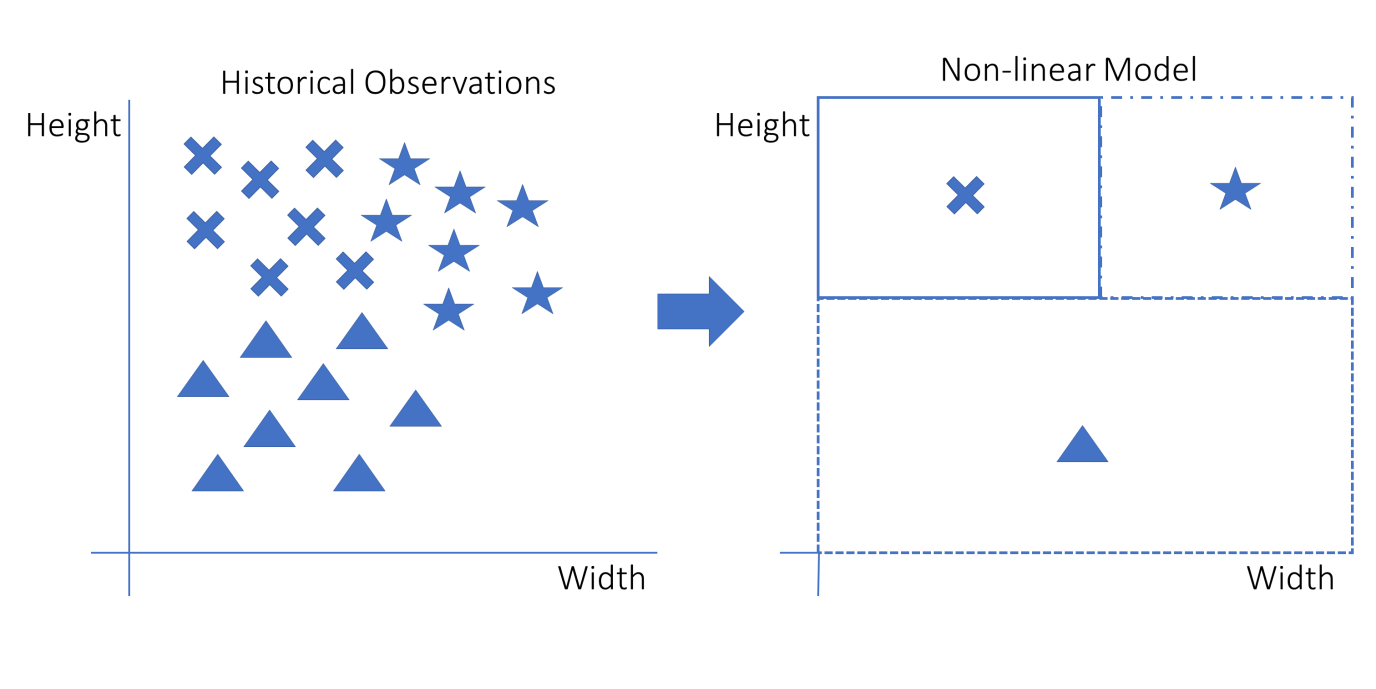 Historical Observations
Height
Width
Non-linear Model
Height
Width